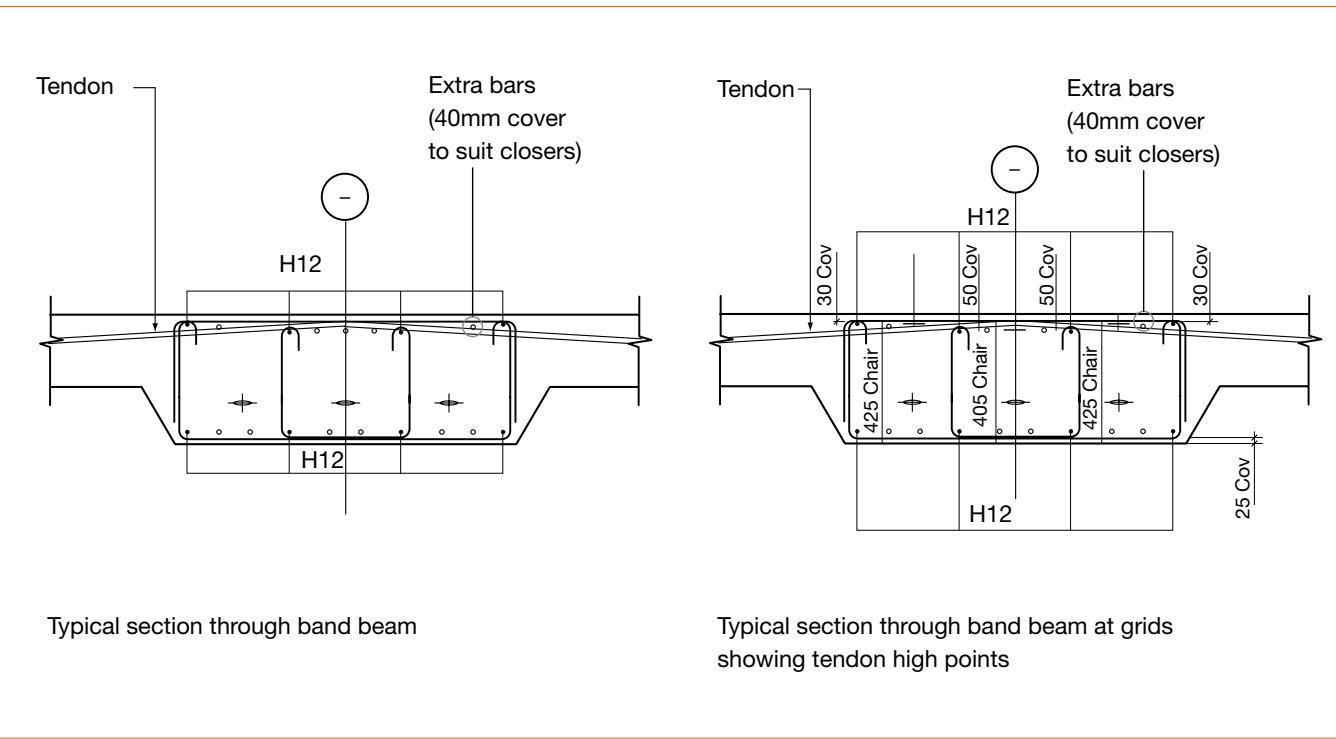 Tendon
Extra bars
(40mm cover
to suit closers)
–
H12
H12
Typical section through band beam
Tendon
Extra bars
(40mm cover
to suit closers)
–
H12
30 Cov
50 Cov
50 Cov
30 Cov
425 Chair
405 Chair
425 Chair
25 Cov
H12
Typical section through band beam at grids
showing tendon high points